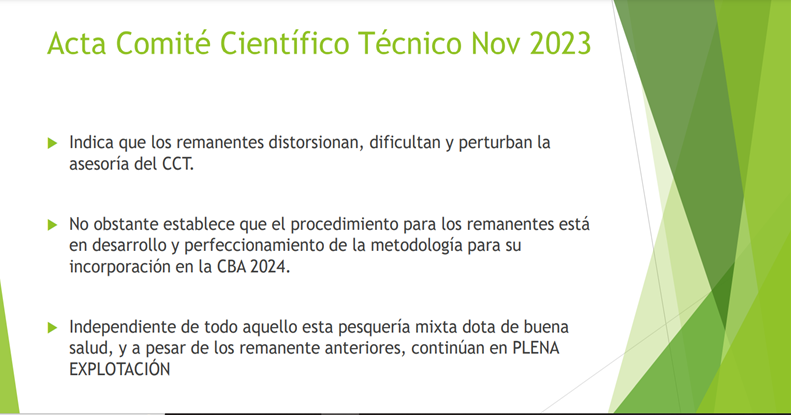 Acta Comité Científico Técnico Nov 2023
Indica que los remanentes distorsionan, dificultan y perturban la
asesoría del CCT.
No obstante establece que el procedimiento para los remanentes está
en desarrollo y perfeccionamiento de la metodología para su
incorporación en la CBA 2024.
Independiente de todo aquello esta pesquería mixta dota de buena
salud, y a pesar de los remanente anteriores, continúan en PLENA
EXPLOTACIÓN